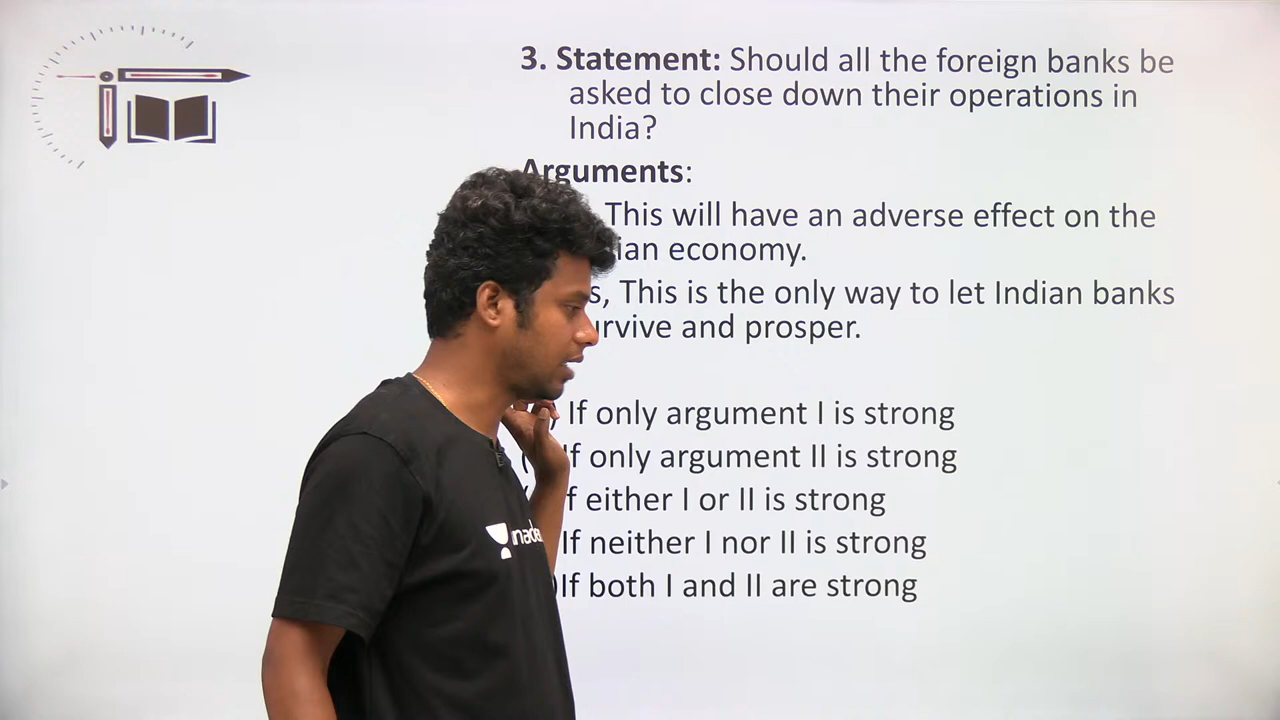 3. Statement: Should all the foreign banks be
asked to close down their operations in
India?
Arguments:
This will have an adverse effect on the
ian economy.
s, This is the only way to let Indian banks
urvive and prosper.
) If only argument I is strong
( If only argument II is strong
( f either I or II is strong
If neither I nor II is strong
)If both I and II are strong
unade